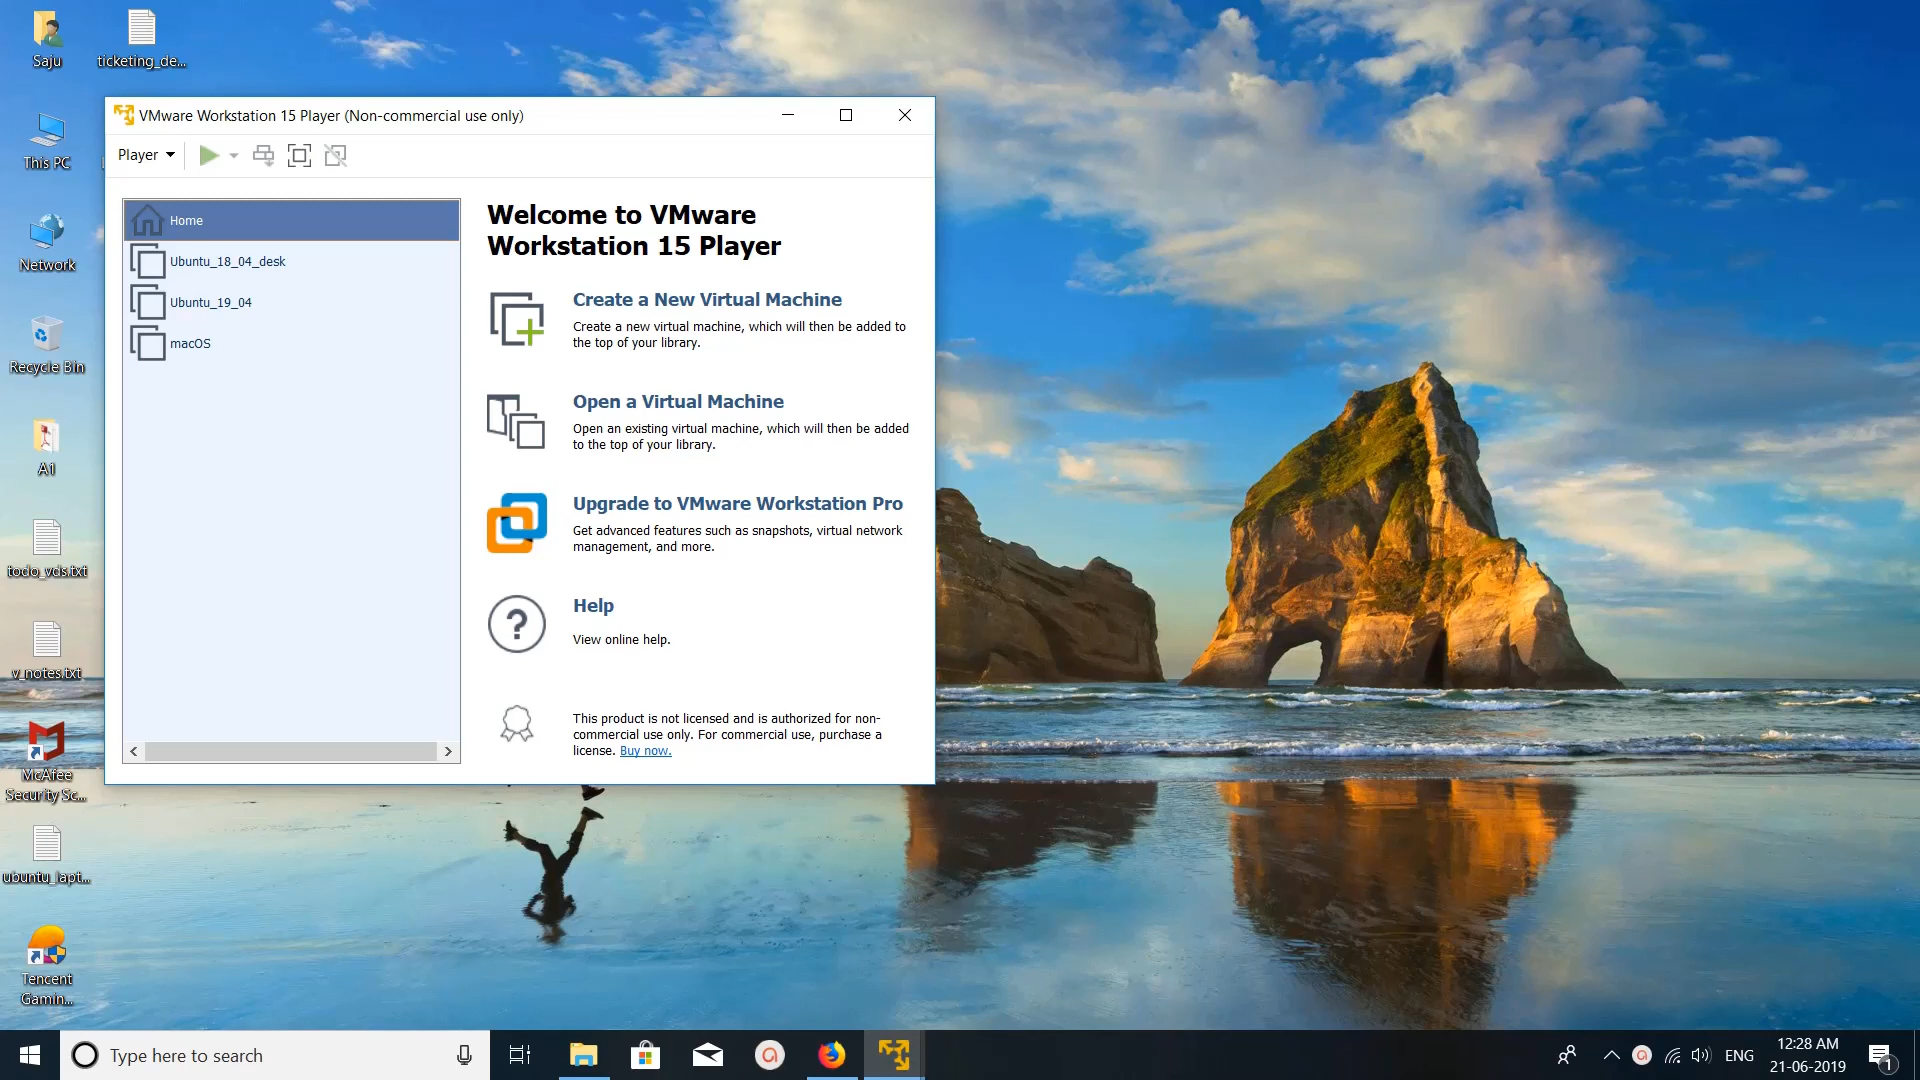 Saju
ticketing_de...
This PC
Network
Recycle Bin
A1
todo_vds.txt
v_notes.txt
McAfee
Security Sc...
ubuntu_lapt...
Tencent
Gamin...
VMware Workstation 15 Player (Non-commercial use only)
Player
Home
Ubuntu_18_04_desk
Ubuntu_19_04
macOS
Welcome to VMware
Workstation 15 Player
Create a New Virtual Machine
Create a new virtual machine, which will then be added to
the top of your library.
Open a Virtual Machine
Open an existing virtual machine, which will then be added
to the top of your library.
Upgrade to VMware Workstation Pro
Get advanced features such as snapshots, virtual network
management, and more.
?
Help
View online help.
This product is not licensed and is authorized for non-
commercial use only. For commercial use, purchase a
license. Buy now.
Type here to search
ENG
12:28 AM
21-06-2019
1